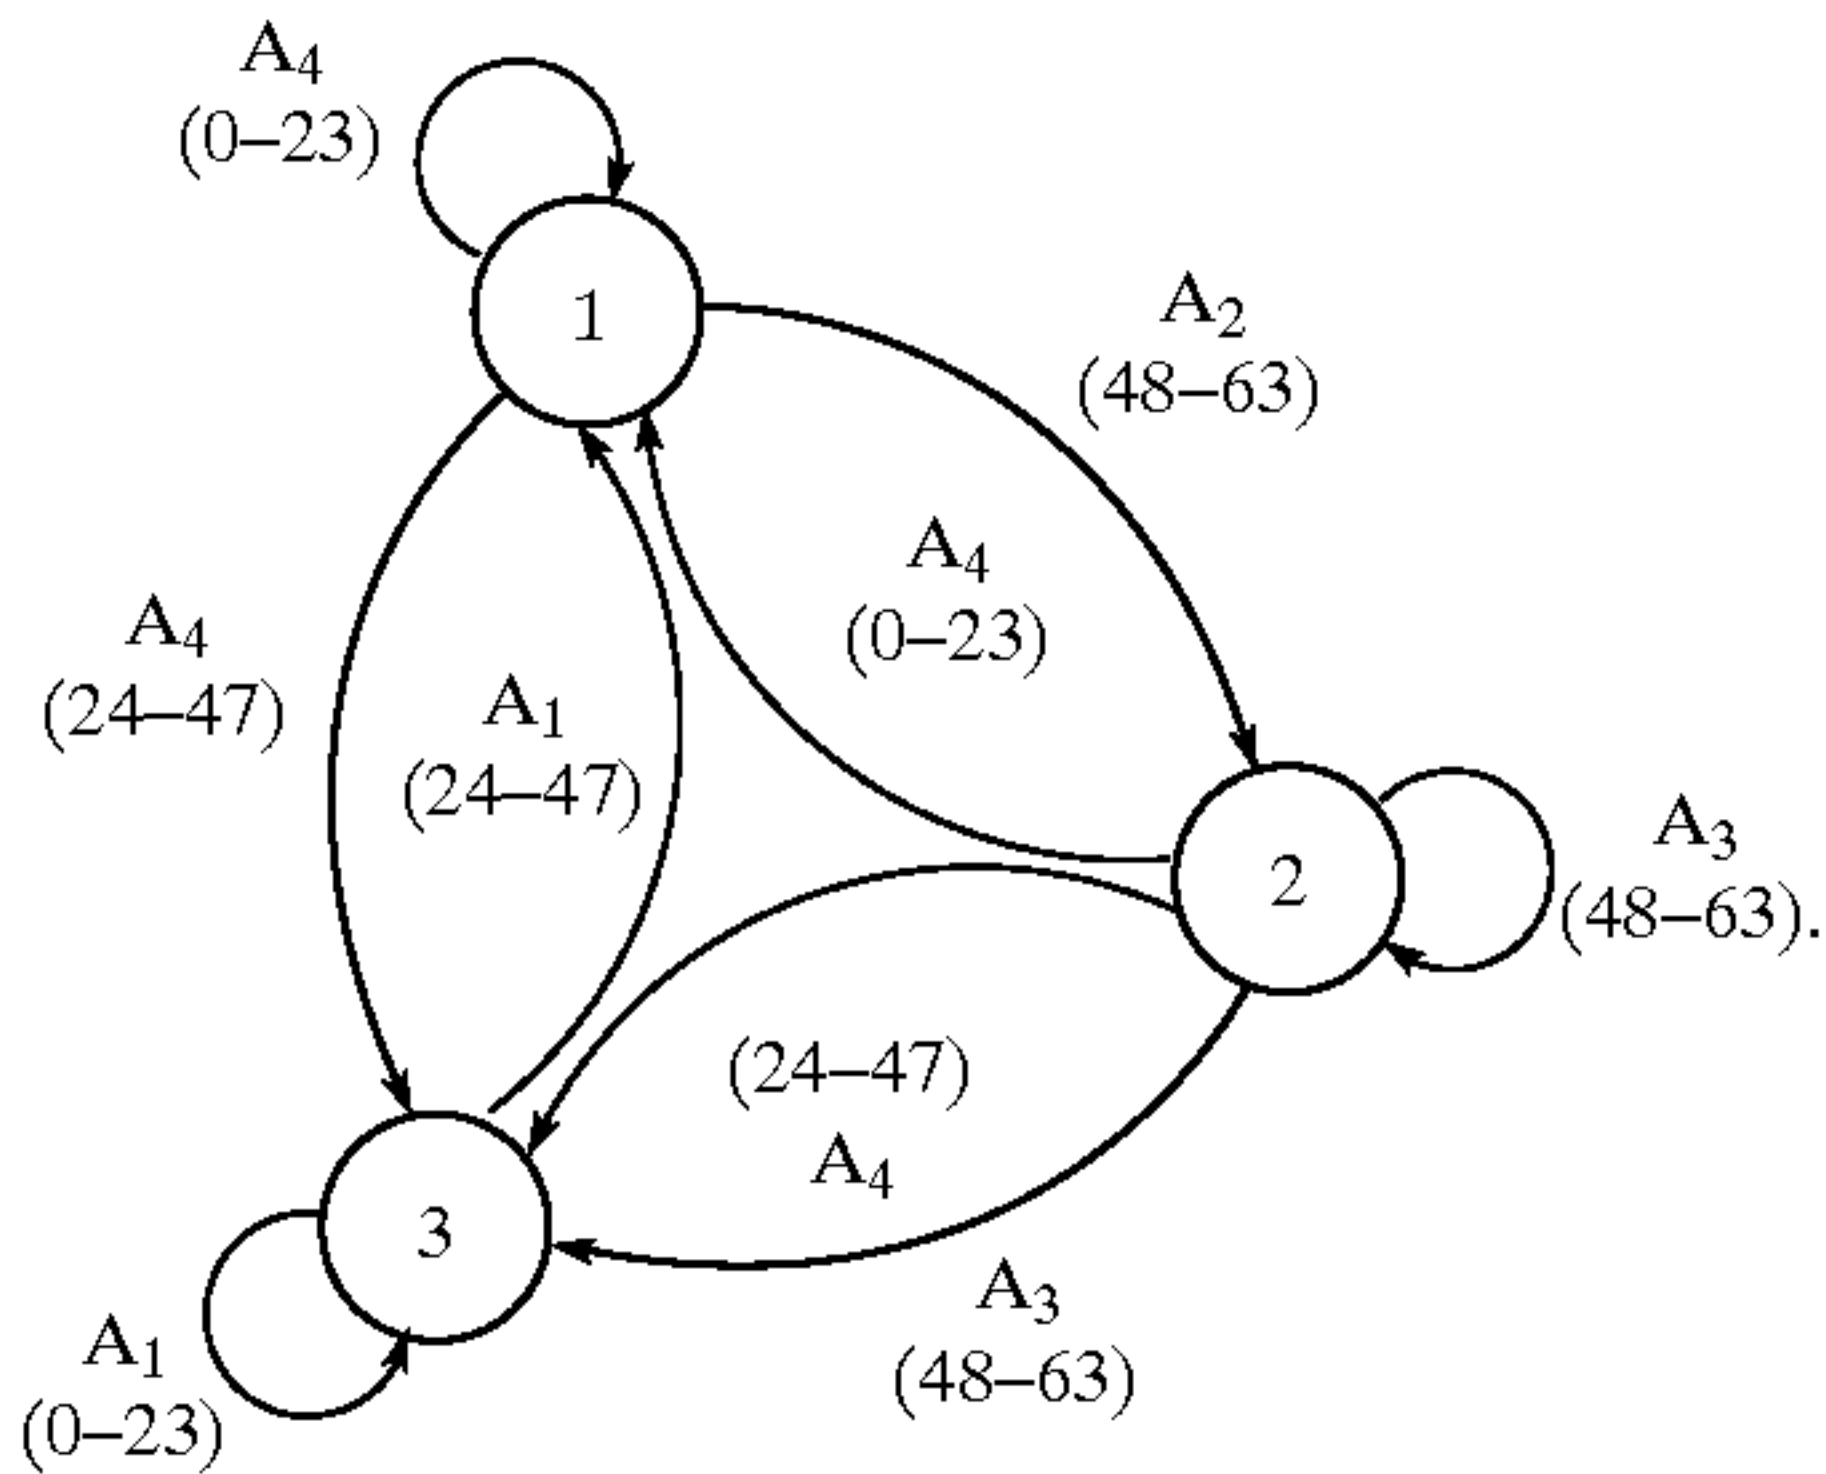 A₄
(0–23)
1
A₂
(48–63)
A₄
(0–23)
A₄
(24–47)
A₁
(24–47)
2
A₃
(48–63).
(24–47)
A₄
3
A₃
(48–63)
A₁
(0–23)